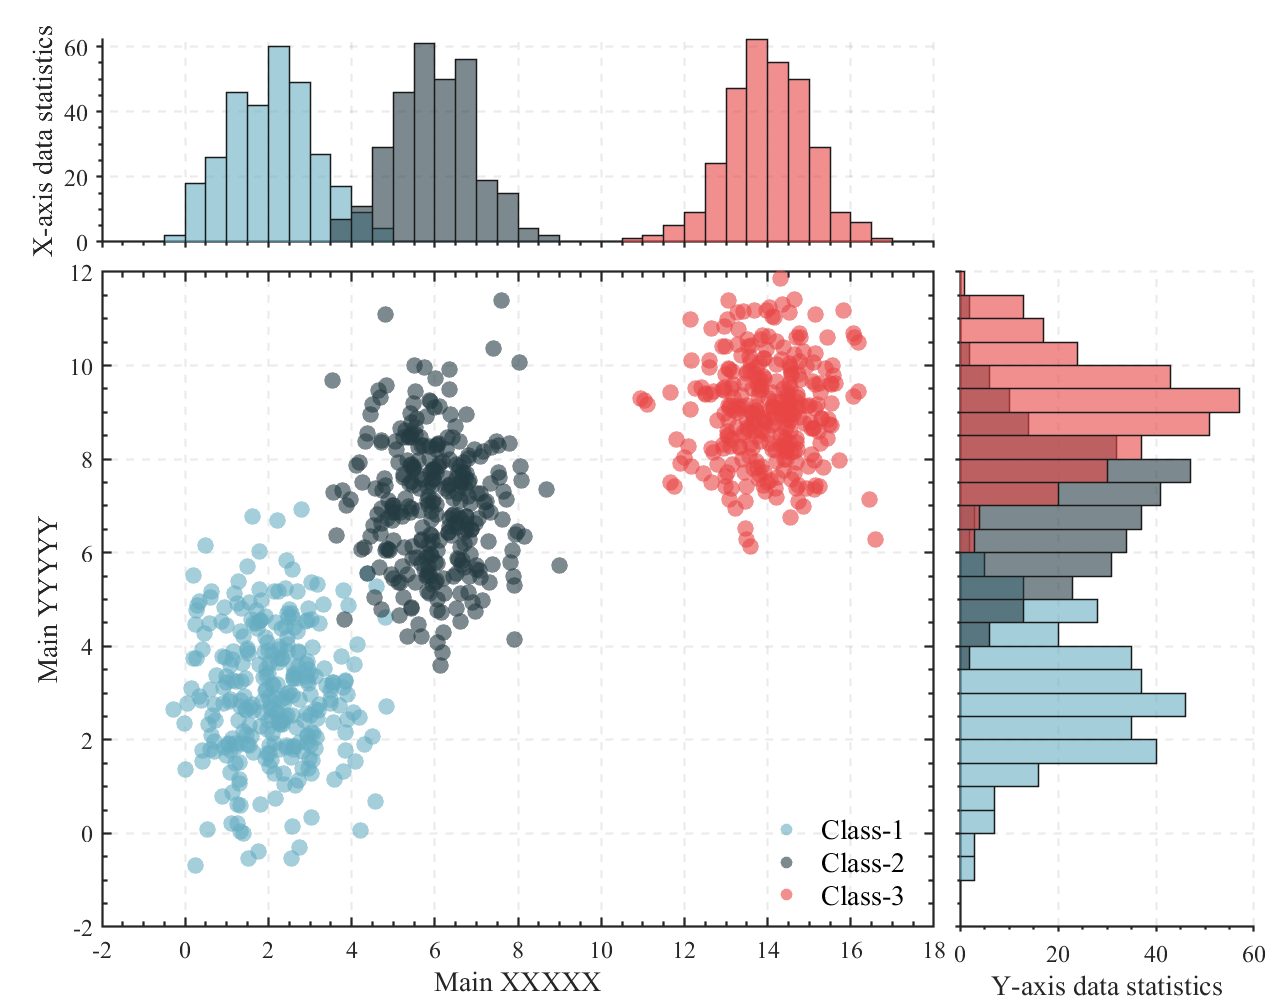 X-axis data statistics
60
40
20
0
12
10
8
6
4
2
0
-2
Main YYYYY
Class-1
Class-2
Class-3
-2 0 2 4 6 8 10 12 14 16 18
Main XXXXX
0 20 40 60
Y-axis data statistics